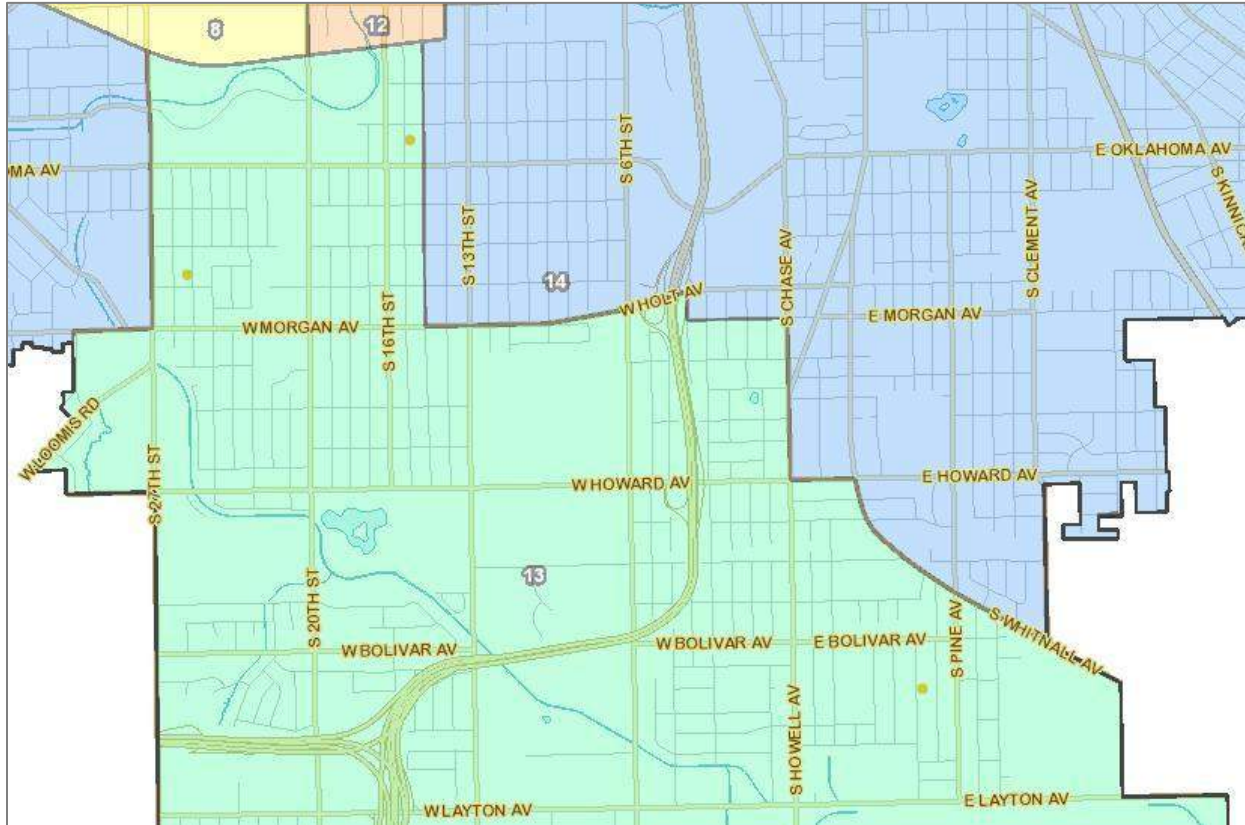 8
12
OMA AV
S 6TH ST
E OKLAHOMA AV
S KINNICK
S CLEMENT AV
S 13TH ST
S CHASE AV
14
W HOLT AV
W MORGAN AV
S 16TH ST
E MORGAN AV
W LOOMIS RD
S 27TH ST
W HOWARD AV
E HOWARD AV
13
S 20TH ST
W BOLIVAR AV
W BOLIVAR AV
E BOLIVAR AV
S PINE AV
S WHITNALL AV
S HOWELL AV
W LAYTON AV
E LAYTON AV